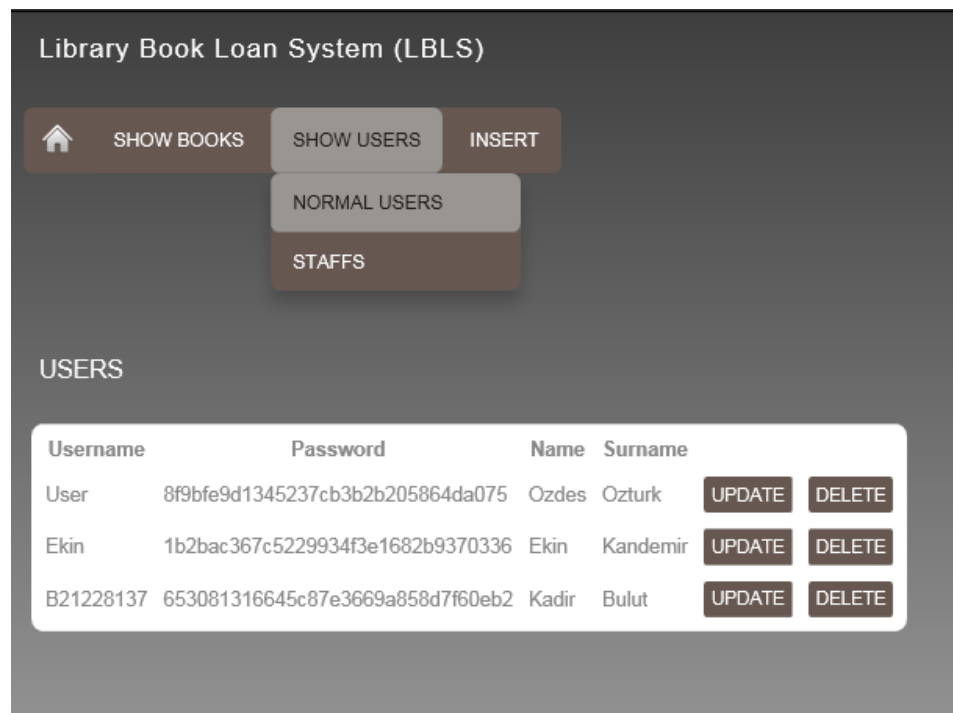 Library Book Loan System (LBLS)
SHOW BOOKS SHOW USERS INSERT
NORMAL USERS
STAFFS
USERS
Username Password Name Surname
User 8f9bfe9d1345237cb3b2b205864da075 Ozdes Ozturk UPDATE DELETE
Ekin 1b2bac367c5229934f3e1682b9370336 Ekin Kandemir UPDATE DELETE
B21228137 653081316645c87e3669a858d7f60eb2 Kadir Bulut UPDATE DELETE